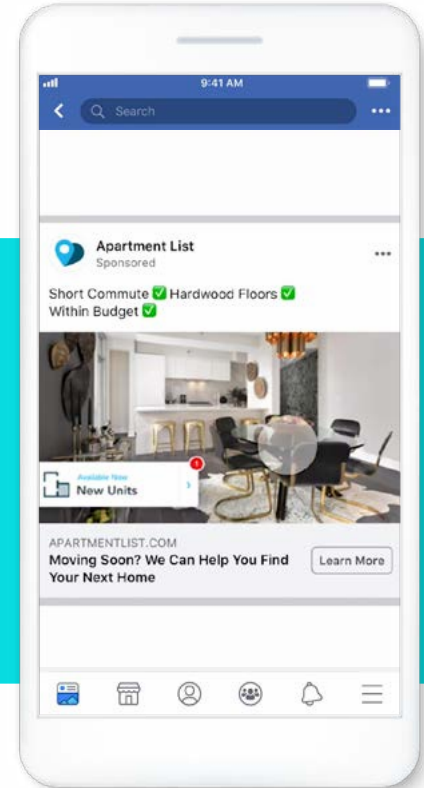 9:41 AM
Search
Apartment List
Sponsored
Short Commute ✅ Hardwood Floors ✅
Within Budget ✅
1
Available Now
New Units
APARTMENTLIST.COM
Moving Soon? We Can Help You Find
Your Next Home
Learn More